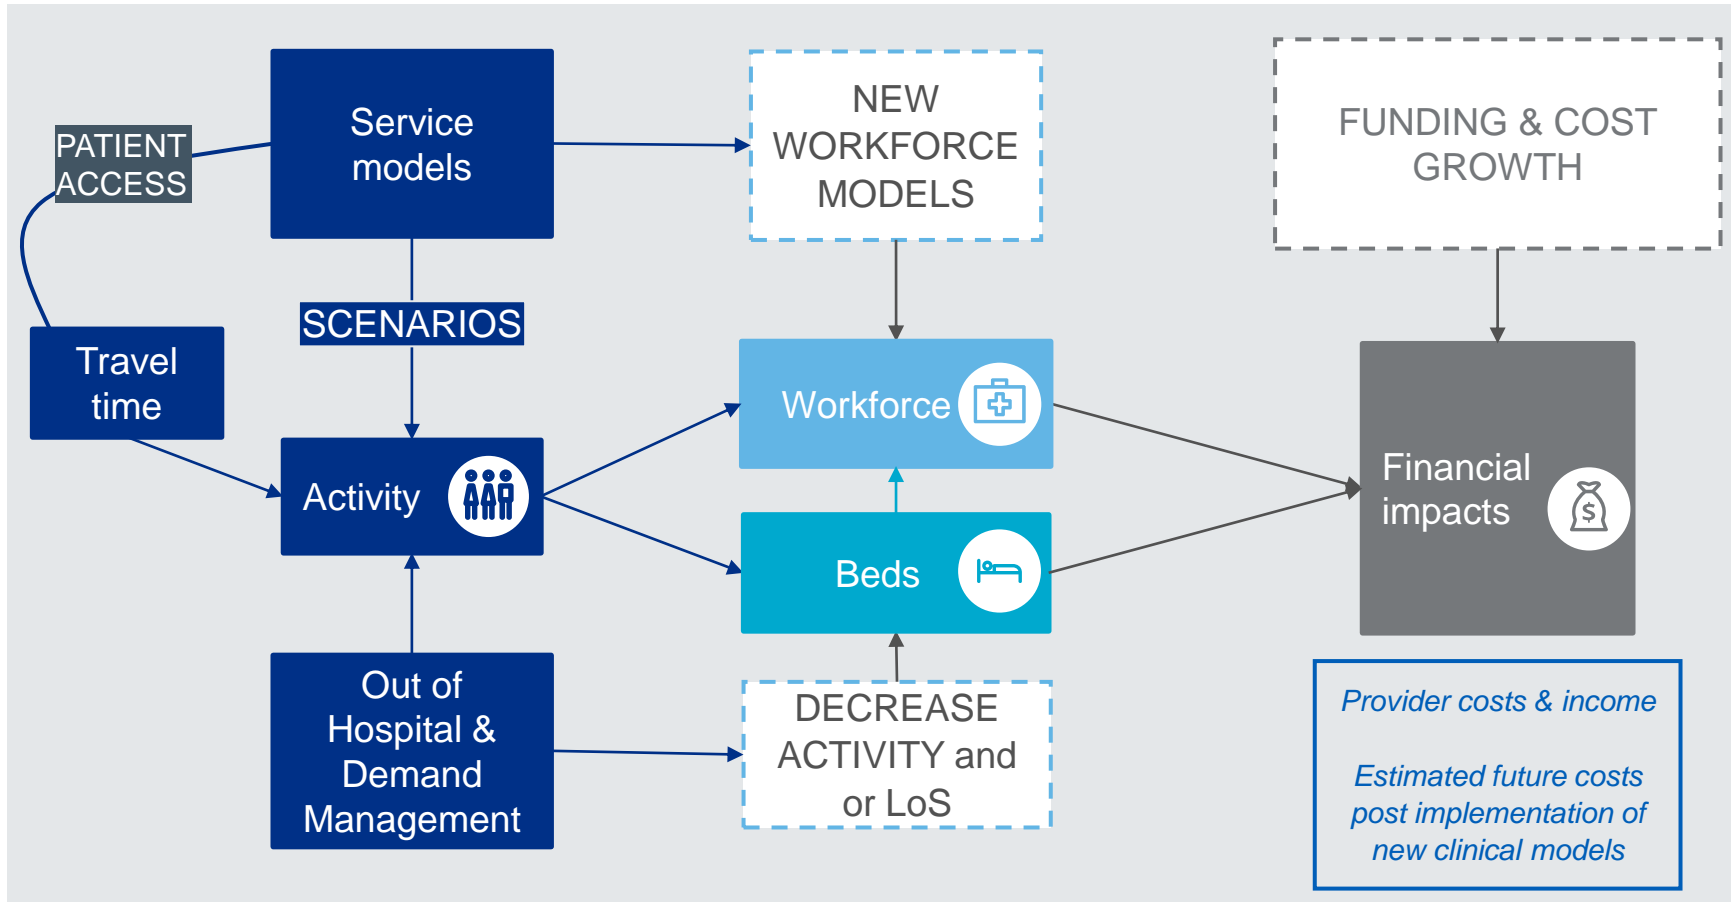 Service
models
NEW
WORKFORCE
MODELS
FUNDING & COST
GROWTH
PATIENT
ACCESS
SCENARIOS
Travel
time
Workforce
Activity
Financial
impacts
$
Beds
Out of
Hospital &
Demand
Management
DECREASE
ACTIVITY and
or LoS
Provider costs & income
Estimated future costs
post implementation of
new clinical models